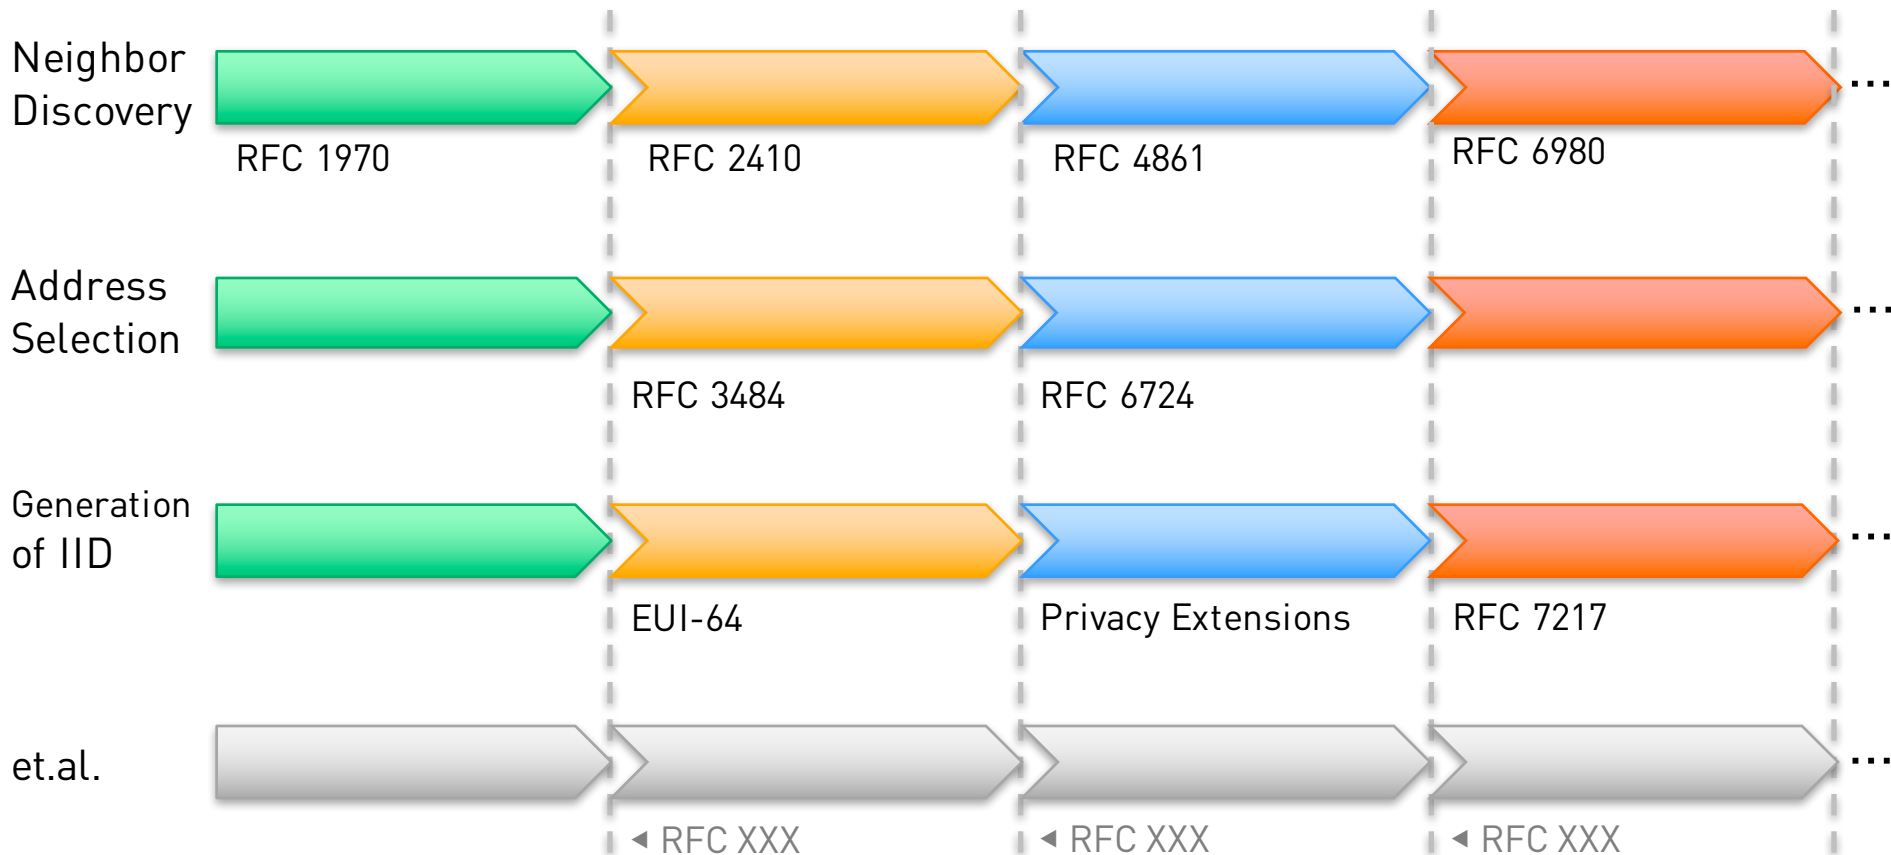 Neighbor
Discovery
...
RFC 1970
RFC 2410
RFC 4861
RFC 6980
Address
Selection
...
RFC 3484
RFC 6724
Generation
of IID
...
EUI-64
Privacy Extensions
RFC 7217
et.al.
...
◄ RFC XXX
◄ RFC XXX
◄ RFC XXX